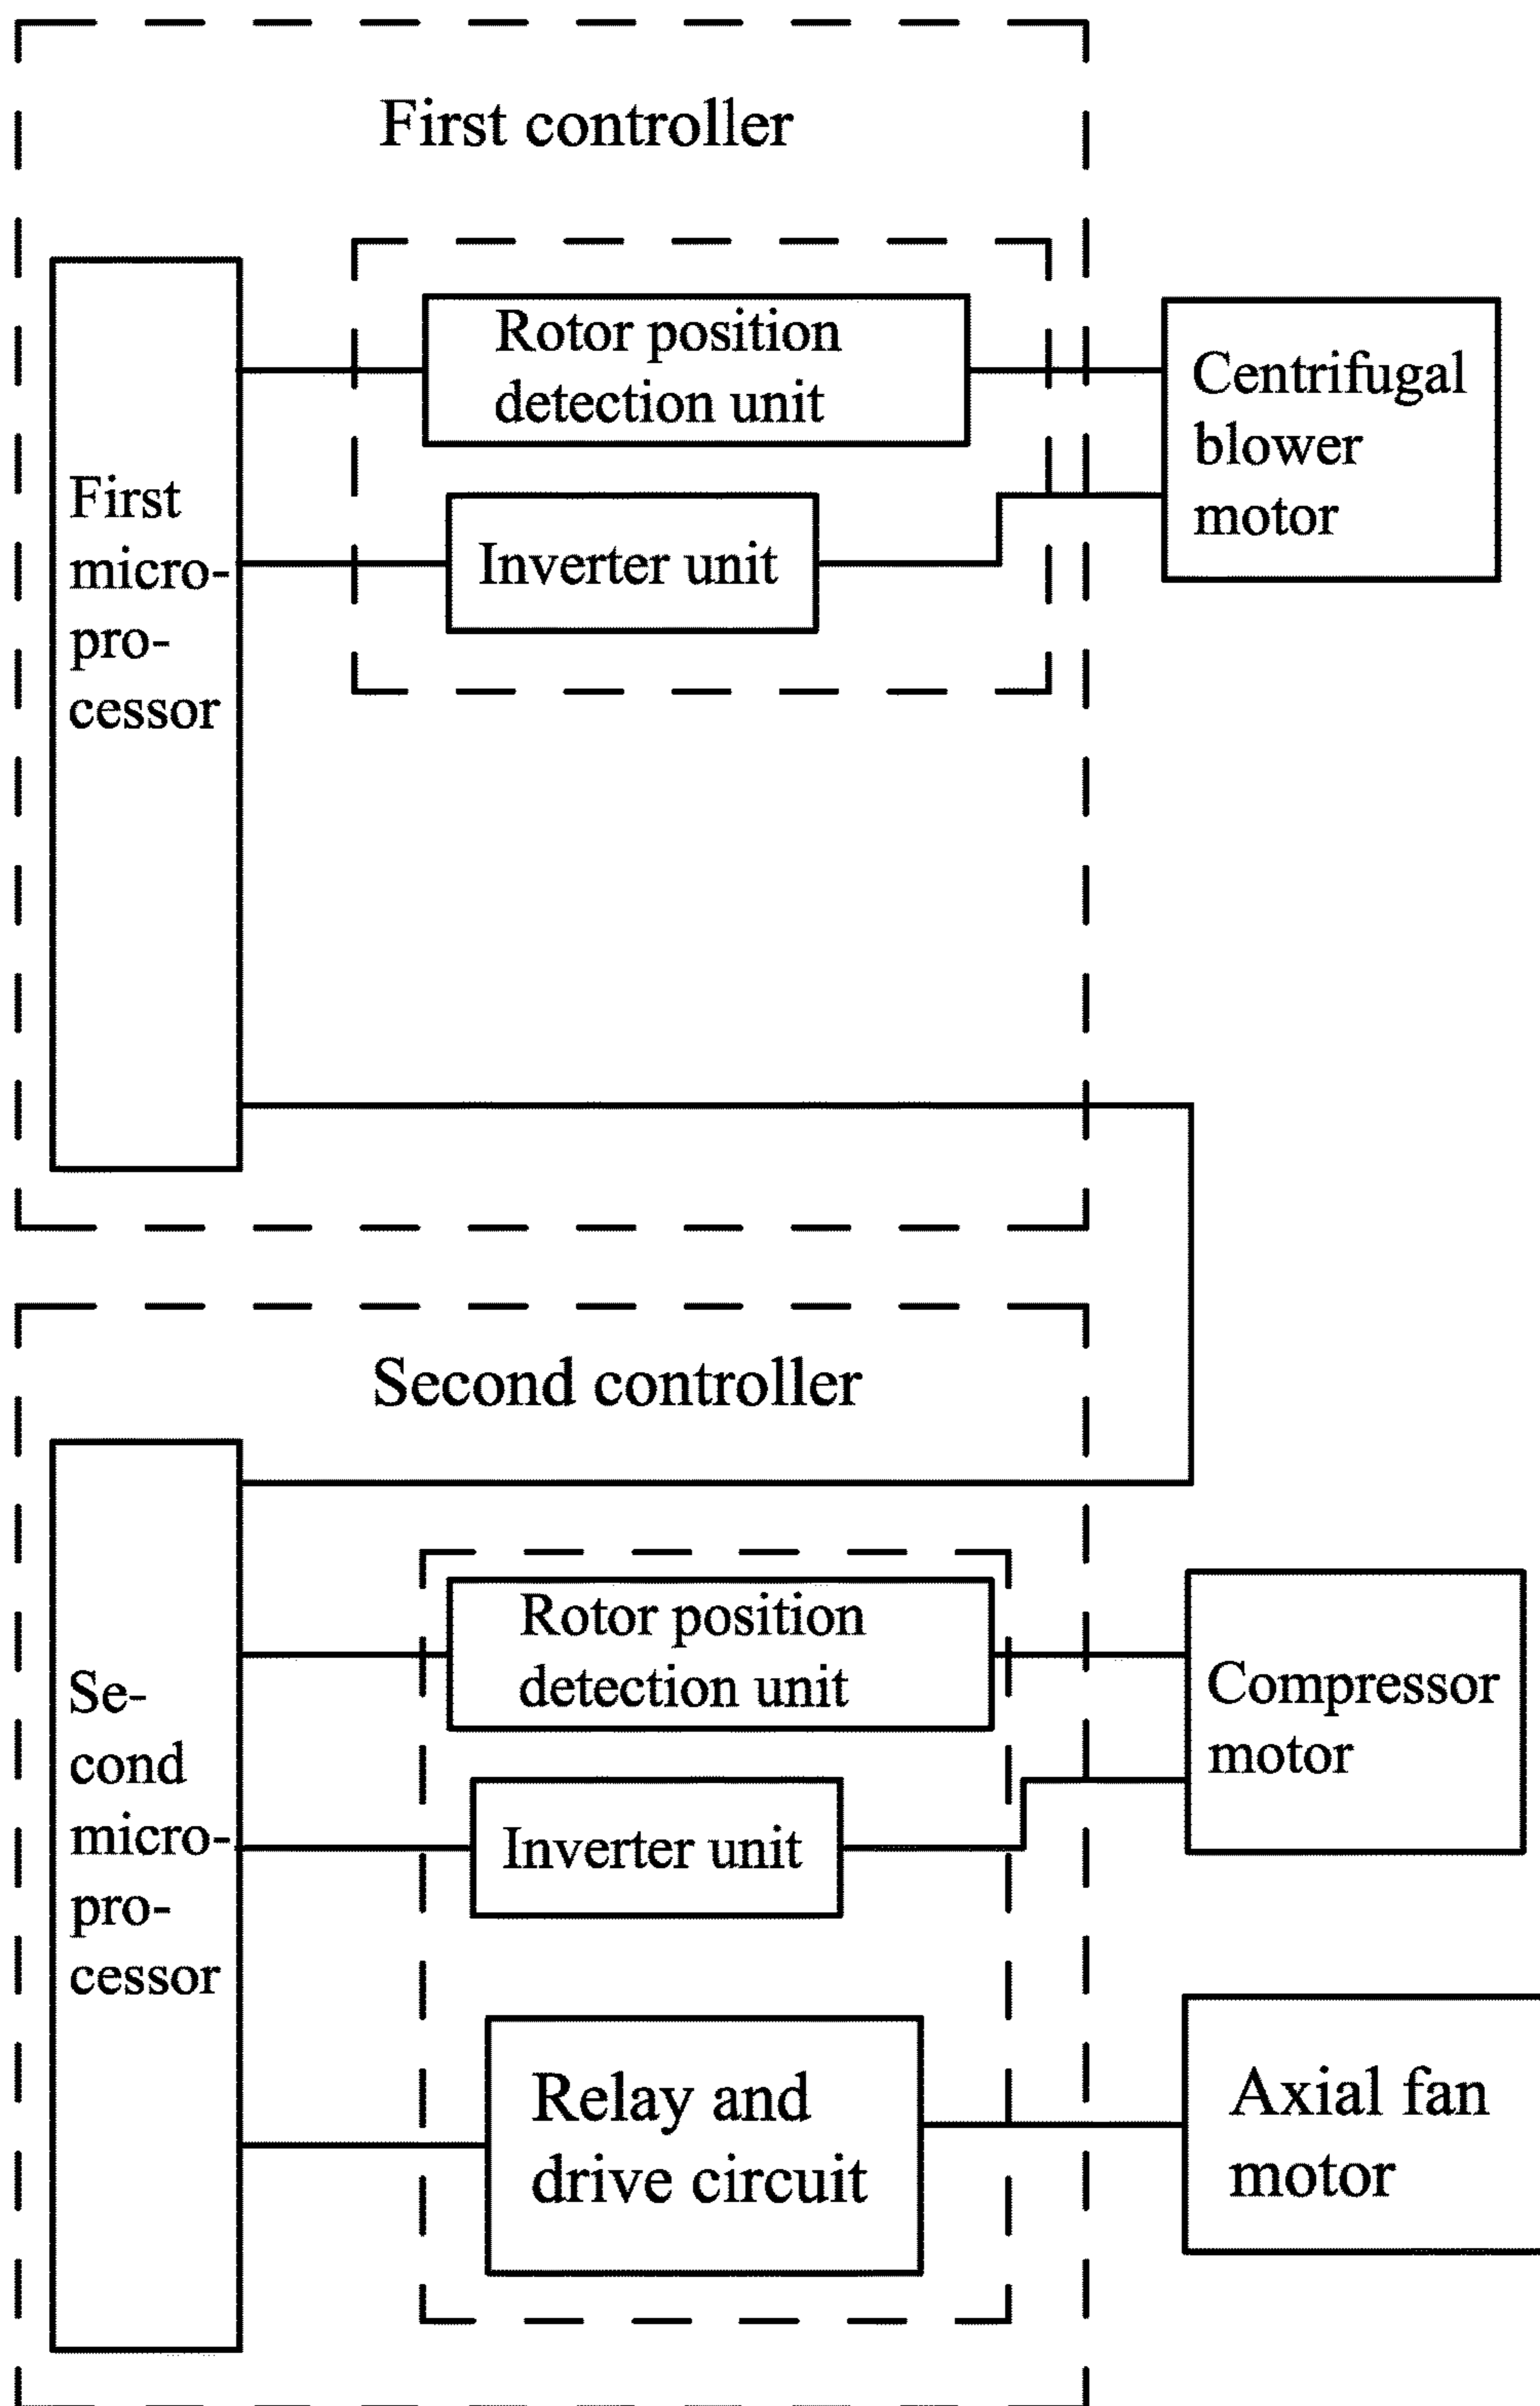 First controller
Rotor position
detection unit
Centrifugal
blower
motor
First
micro-
pro-
cessor
Inverter unit
Second controller
Rotor position
detection unit
Compressor
motor
Se-
cond
micro-
pro-
cessor
Inverter unit
Relay and
drive circuit
Axial fan
motor